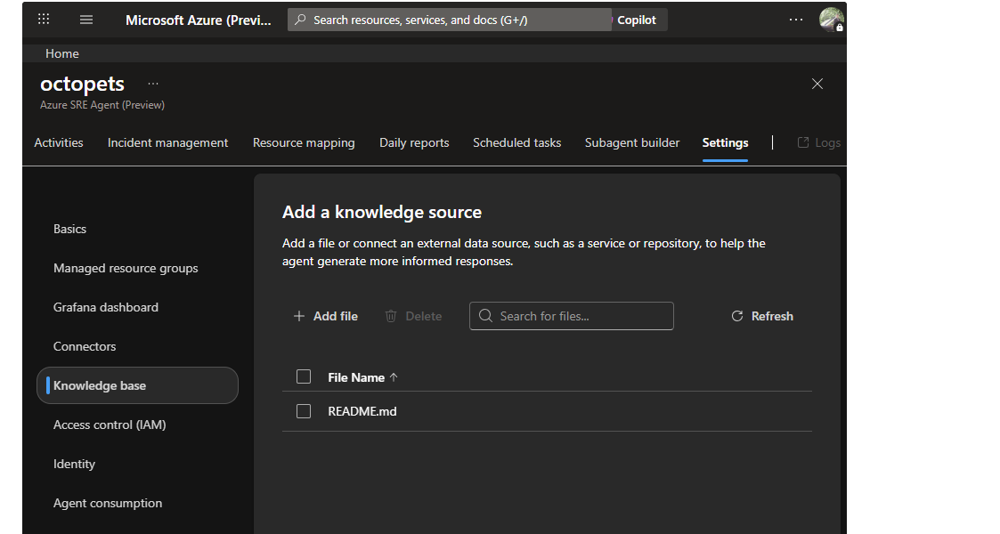 Microsoft Azure (Previ...
Search resources, services, and docs (G+/)
Copilot
Home
octopets
Azure SRE Agent (Preview)
Activities
Incident management
Resource mapping
Daily reports
Scheduled tasks
Subagent builder
Settings
Logs
Basics
Managed resource groups
Grafana dashboard
Connectors
Knowledge base
Access control (IAM)
Identity
Agent consumption
Add a knowledge source
Add a file or connect an external data source, such as a service or repository, to help the
agent generate more informed responses.
Add file
Delete
Search for files...
Refresh
File Name ↑
README.md